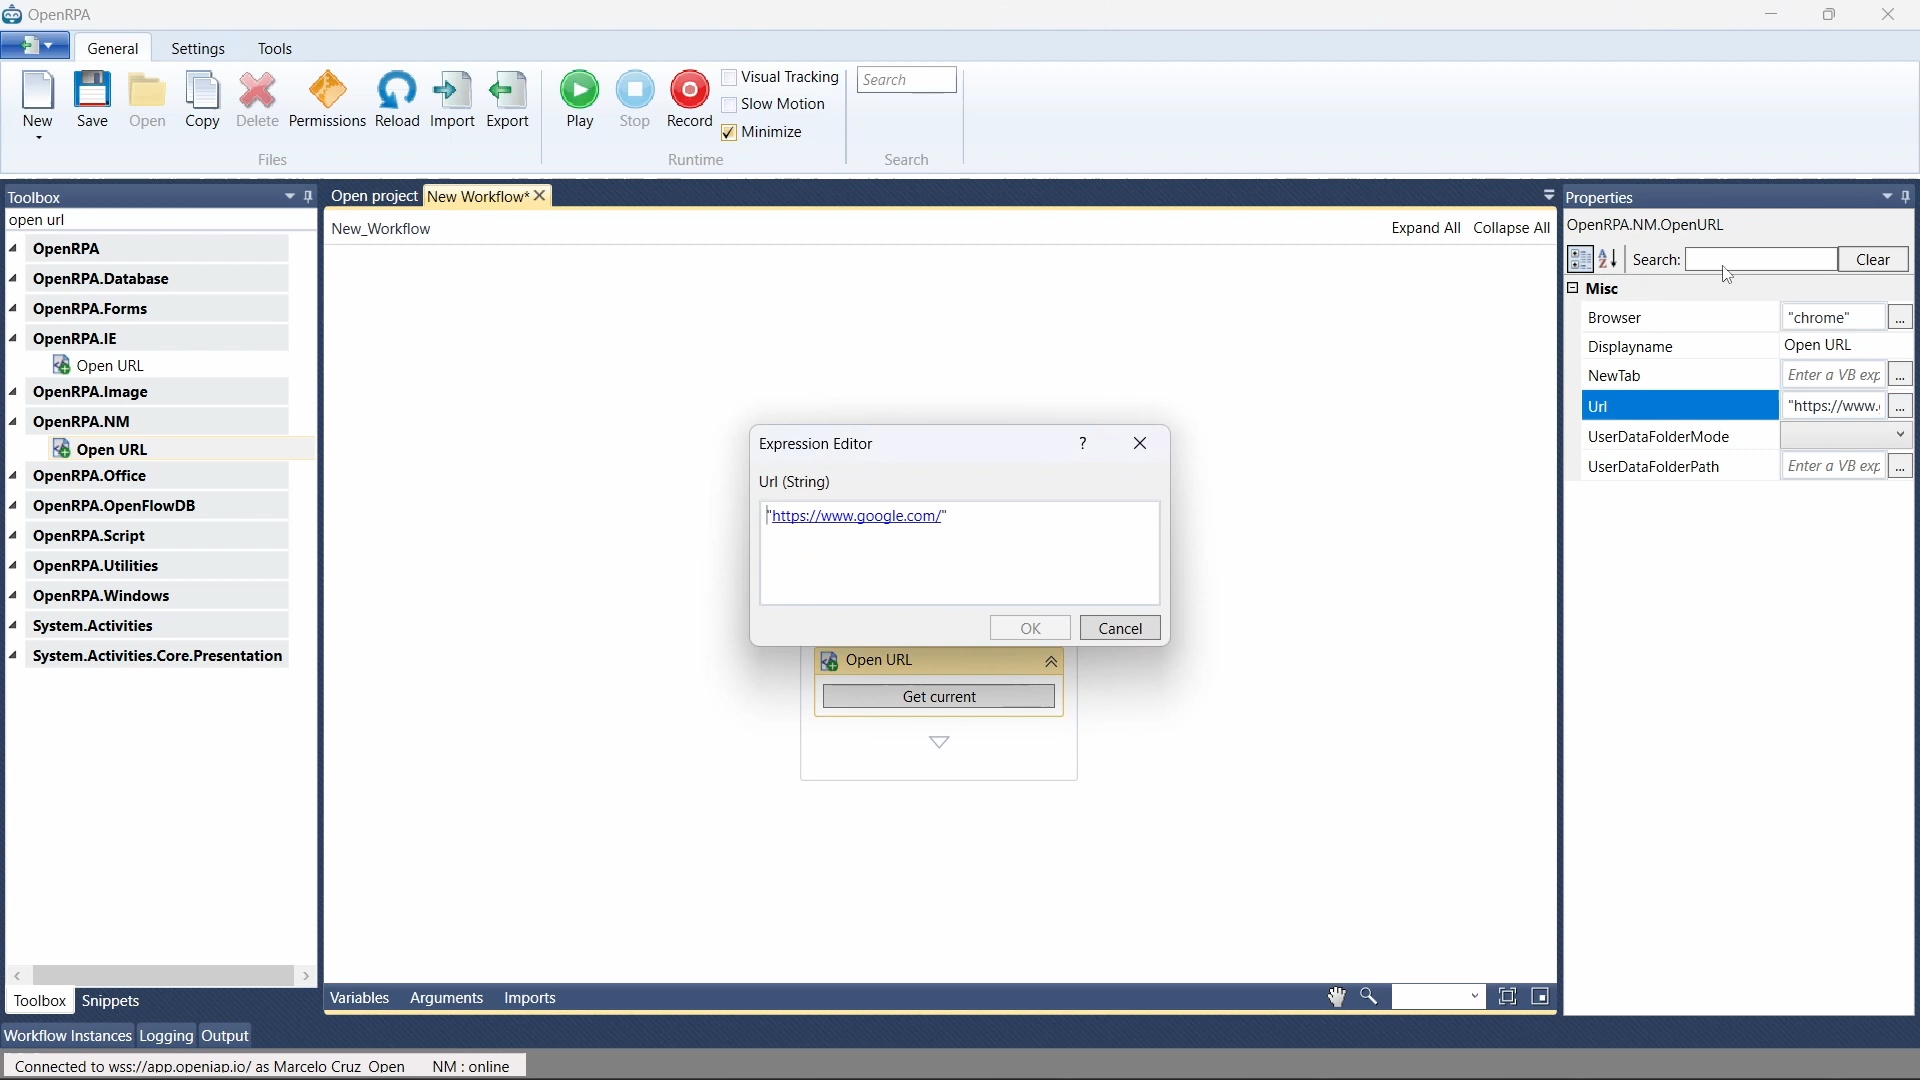 OpenRPA
General Settings Tools
New Save Open Copy Delete Permissions Reload Import Export Play Stop Record
Visual Tracking
Slow Motion
Minimize
Search
Files Runtime Search
Toolbox
open url
OpenRPA
OpenRPA.Database
OpenRPA.Forms
OpenRPA.IE
Open URL
OpenRPA.Image
OpenRPA.NM
Open URL
OpenRPA.Office
OpenRPA.OpenFlowDB
OpenRPA.Script
OpenRPA.Utilities
OpenRPA.Windows
System.Activities
System.Activities.Core.Presentation
Toolbox Snippets
Open project New Workflow*
New_Workflow Expand All Collapse All
Expression Editor ?
Url (String)
"https://www.google.com/"
OK Cancel
Open URL
Get current
Variables Arguments Imports
Properties
OpenRPA.NM.OpenURL
Search: Clear
Misc
Browser "chrome" ...
Displayname Open URL
NewTab Enter a VB exp ...
Url "https://www. ...
UserDataFolderMode
UserDataFolderPath Enter a VB exp ...
Workflow Instances Logging Output
Connected to wss://app.openiap.io/ as Marcelo Cruz Open NM : online